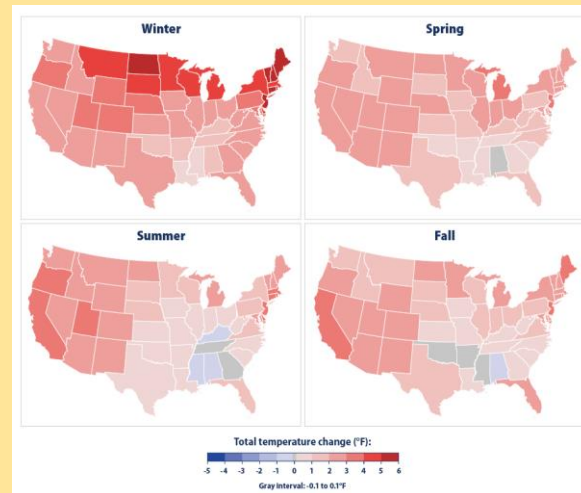 Winter
Spring
Summer
Fall
Total temperature change (°F):
-5 -4 -3 -2 -1 0 1 2 3 4 5 6
Gray interval: -0.1 to 0.1°F